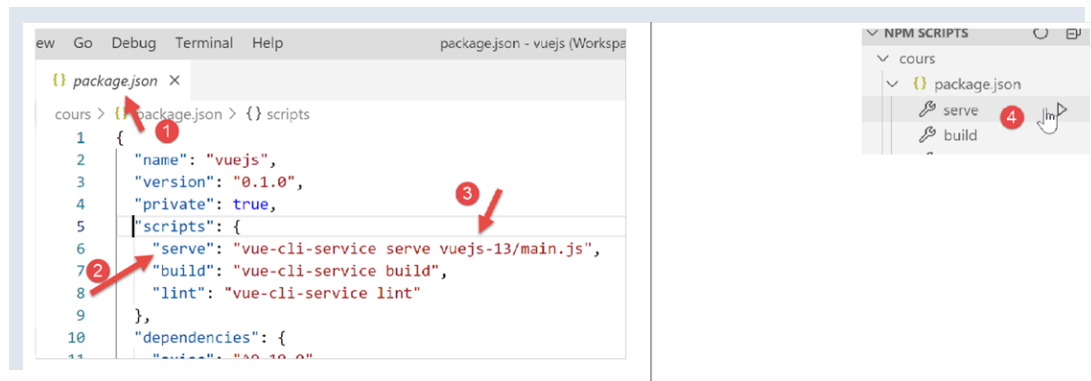 ew Go Debug Terminal Help package.json - vuejs (Workspa
{} package.json ×
cours > {} package.json > {} scripts
1 {
2 "name": "vuejs",
3 "version": "0.1.0",
4 "private": true,
5 "scripts": {
6 "serve": "vue-cli-service serve vuejs-13/main.js",
7 "build": "vue-cli-service build",
8 "lint": "vue-cli-service lint"
9 },
10 "dependencies": {
11
1
2
3
NPM SCRIPTS
cours
{} package.json
serve
4
build